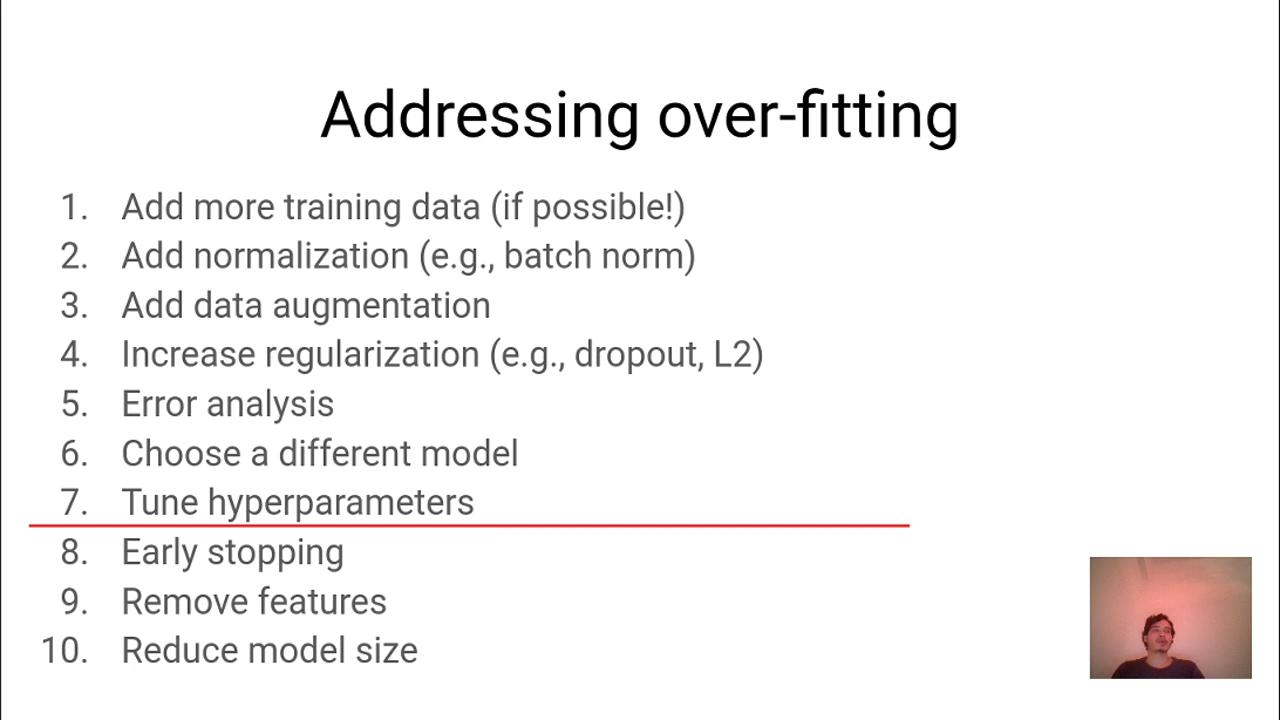 Addressing over-fitting
1. Add more training data (if possible!)
2. Add normalization (e.g., batch norm)
3. Add data augmentation
4. Increase regularization (e.g., dropout, L2)
5. Error analysis
6. Choose a different model
7. Tune hyperparameters
8. Early stopping
9. Remove features
10. Reduce model size